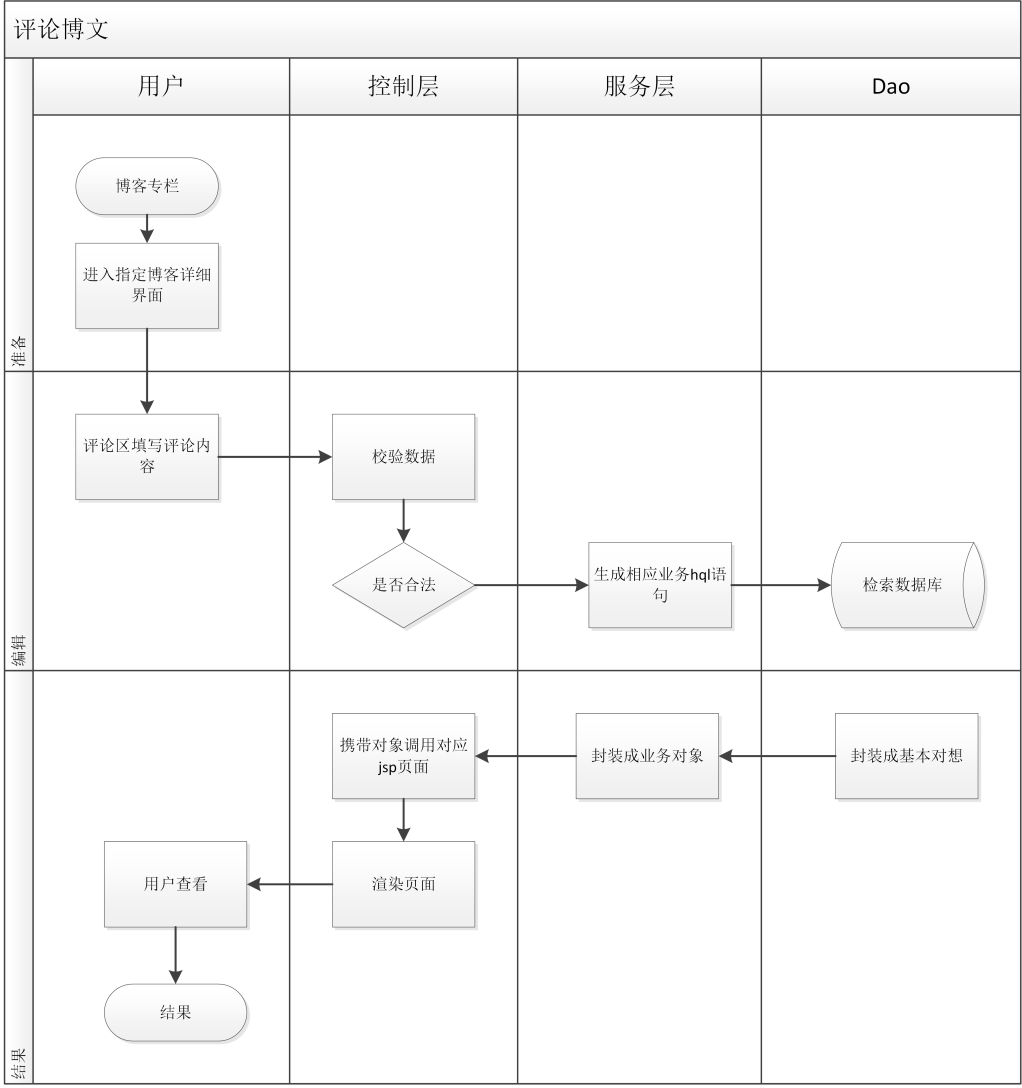 评论博文
用户
控制层
服务层
Dao
博客专栏
进入指定博客详细
界面
准备
评论区填写评论内
容
校验数据
是否合法
生成相应业务hql语
句
检索数据库
编辑
携带对象调用对应
jsp页面
封装成业务对象
封装成基本对想
用户查看
渲染页面
结果
结果